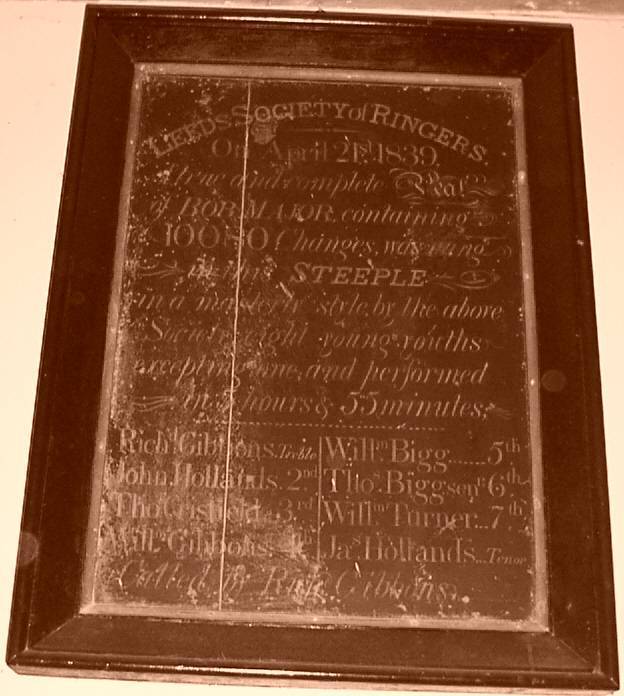 LEEDS SOCIETY of RINGERS.
On April 21st 1839,
A true and complete Peal
of BOB MAJOR, containing
10080 Changes, was rung
in this STEEPLE
in a masterly style, by the above
Society, eight young youths
excepting one, and performed
in hours & 55 minutes,
Richd Gibbons. Treble Willm Bigg......5th
John Hollands. 2nd Thos Bigg senr 6th
Thos 3rd Willm Turner...7th
Willm Gibbons 4th Jas Hollands...Tenor
Called by Richd Gibbons.